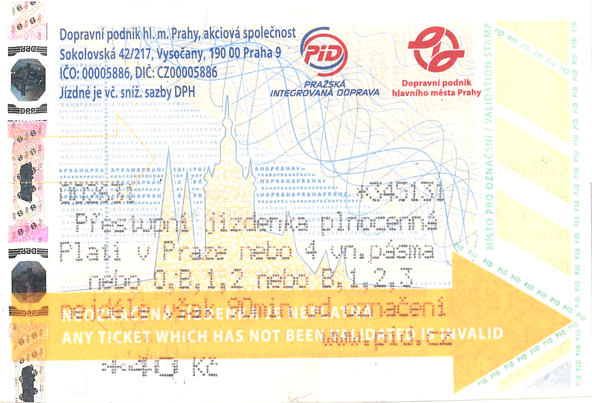 Dopravní podnik hl. m. Prahy, akciová společnost
Sokolovská 42/217, Vysočany, 190 00 Praha 9
IČO: 00005886, DIČ: CZ00005886
Jízdné je vč. sníž. sazby DPH
PID
PRAŽSKÁ
INTEGROVANÁ DOPRAVA
Dopravní podnik
hlavního města Prahy
MÍSTO PRO OZNAČENÍ / VALIDATION STAMP
*345131
Přestupní jízdenka plnocenná
Platí v Praze nebo 4 vn.pásma
nebo 0,B,1,2 nebo B,1,2,3
nejdéle však 90min od označení
NEOZNAČENÁ JÍZDENKA JE NEPLATNÁ
ANY TICKET WHICH HAS NOT BEEN VALIDATED IS INVALID
www.pid.cz
**40 Kč